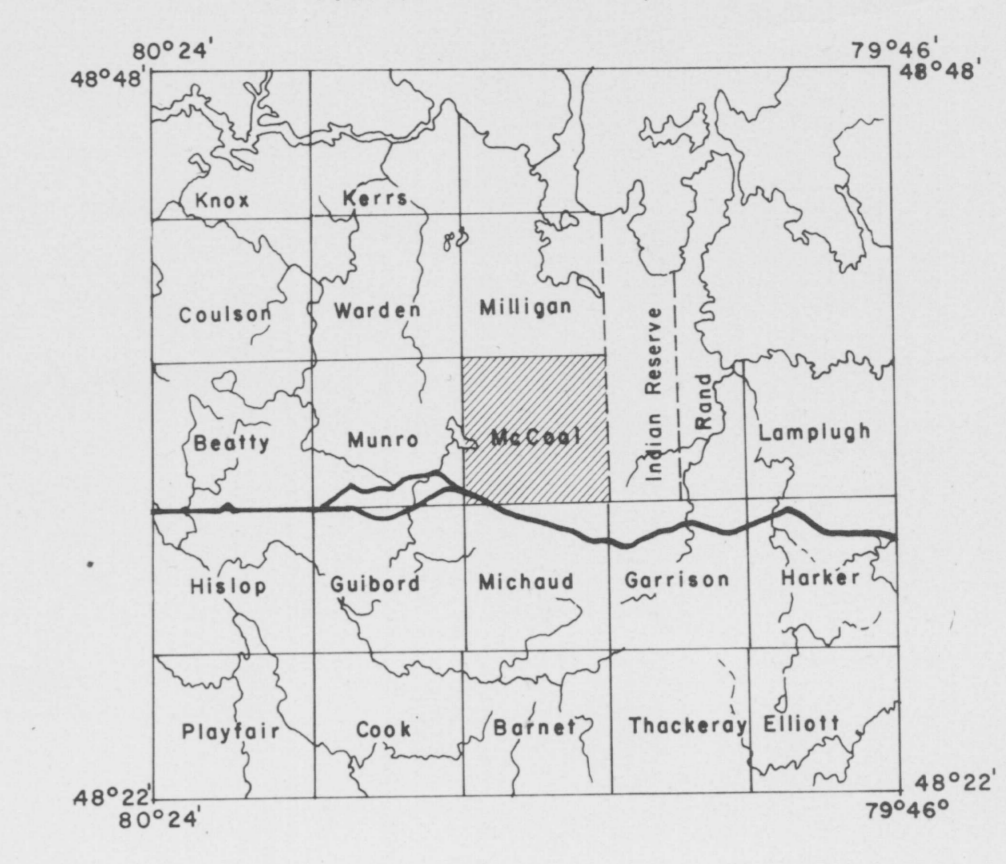 80°24' 79°46'
48°48' 48°48'
Knox Kerrs
Coulson Warden Milligan
Indian Reserve
Rand
Beatty Munro McCoal Lamplugh
Hislop Guibord Michaud Garrison Harker
Playfair Cook Barnet Thackeray Elliott
48°22' 48°22'
80°24' 79°46°